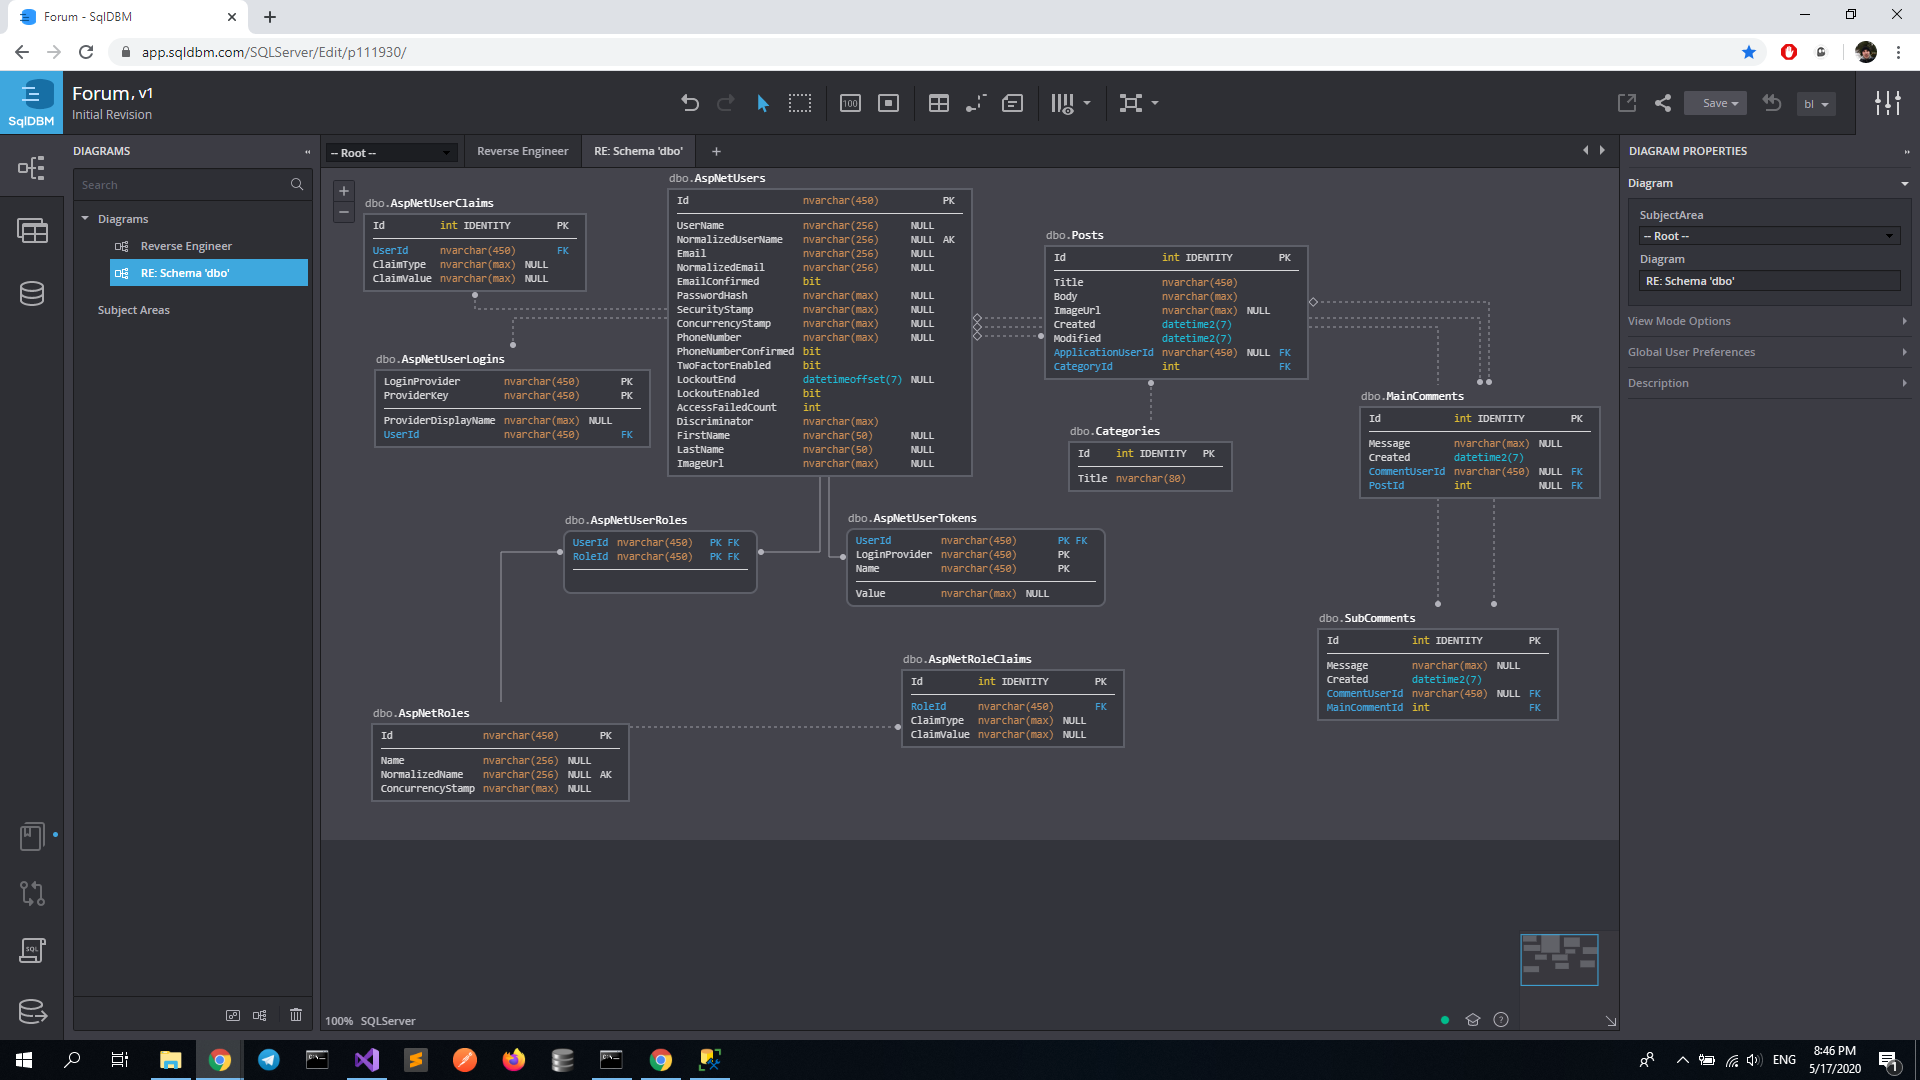 Forum - SqlDBM
app.sqldbm.com/SQLServer/Edit/p111930/
SqlDBM
Forum, v1
Initial Revision
100
Save
bl
DIAGRAMS
Search
Diagrams
Reverse Engineer
RE: Schema 'dbo'
Subject Areas
-- Root --
Reverse Engineer
RE: Schema 'dbo'
dbo.AspNetUserClaims
Id int IDENTITY PK
UserId nvarchar(450) FK
ClaimType nvarchar(max) NULL
ClaimValue nvarchar(max) NULL
dbo.AspNetUserLogins
LoginProvider nvarchar(450) PK
ProviderKey nvarchar(450) PK
ProviderDisplayName nvarchar(max) NULL
UserId nvarchar(450) FK
dbo.AspNetUsers
Id nvarchar(450) PK
UserName nvarchar(256) NULL
NormalizedUserName nvarchar(256) NULL AK
Email nvarchar(256) NULL
NormalizedEmail nvarchar(256) NULL
EmailConfirmed bit
PasswordHash nvarchar(max) NULL
SecurityStamp nvarchar(max) NULL
ConcurrencyStamp nvarchar(max) NULL
PhoneNumber nvarchar(max) NULL
PhoneNumberConfirmed bit
TwoFactorEnabled bit
LockoutEnd datetimeoffset(7) NULL
LockoutEnabled bit
AccessFailedCount int
Discriminator nvarchar(max)
FirstName nvarchar(50) NULL
LastName nvarchar(50) NULL
ImageUrl nvarchar(max) NULL
dbo.Posts
Id int IDENTITY PK
Title nvarchar(450)
Body nvarchar(max)
ImageUrl nvarchar(max) NULL
Created datetime2(7)
Modified datetime2(7)
ApplicationUserId nvarchar(450) NULL FK
CategoryId int FK
dbo.Categories
Id int IDENTITY PK
Title nvarchar(80)
dbo.MainComments
Id int IDENTITY PK
Message nvarchar(max) NULL
Created datetime2(7)
CommentUserId nvarchar(450) NULL FK
PostId int NULL FK
dbo.AspNetUserRoles
UserId nvarchar(450) PK FK
RoleId nvarchar(450) PK FK
dbo.AspNetUserTokens
UserId nvarchar(450) PK FK
LoginProvider nvarchar(450) PK
Name nvarchar(450) PK
Value nvarchar(max) NULL
dbo.SubComments
Id int IDENTITY PK
Message nvarchar(max) NULL
Created datetime2(7)
CommentUserId nvarchar(450) NULL FK
MainCommentId int FK
dbo.AspNetRoleClaims
Id int IDENTITY PK
RoleId nvarchar(450) FK
ClaimType nvarchar(max) NULL
ClaimValue nvarchar(max) NULL
dbo.AspNetRoles
Id nvarchar(450) PK
Name nvarchar(256) NULL
NormalizedName nvarchar(256) NULL AK
ConcurrencyStamp nvarchar(max) NULL
DIAGRAM PROPERTIES
Diagram
SubjectArea
-- Root --
Diagram
RE: Schema 'dbo'
View Mode Options
Global User Preferences
Description
SQL
100% SQLServer
ENG
8:46 PM
5/17/2020
1